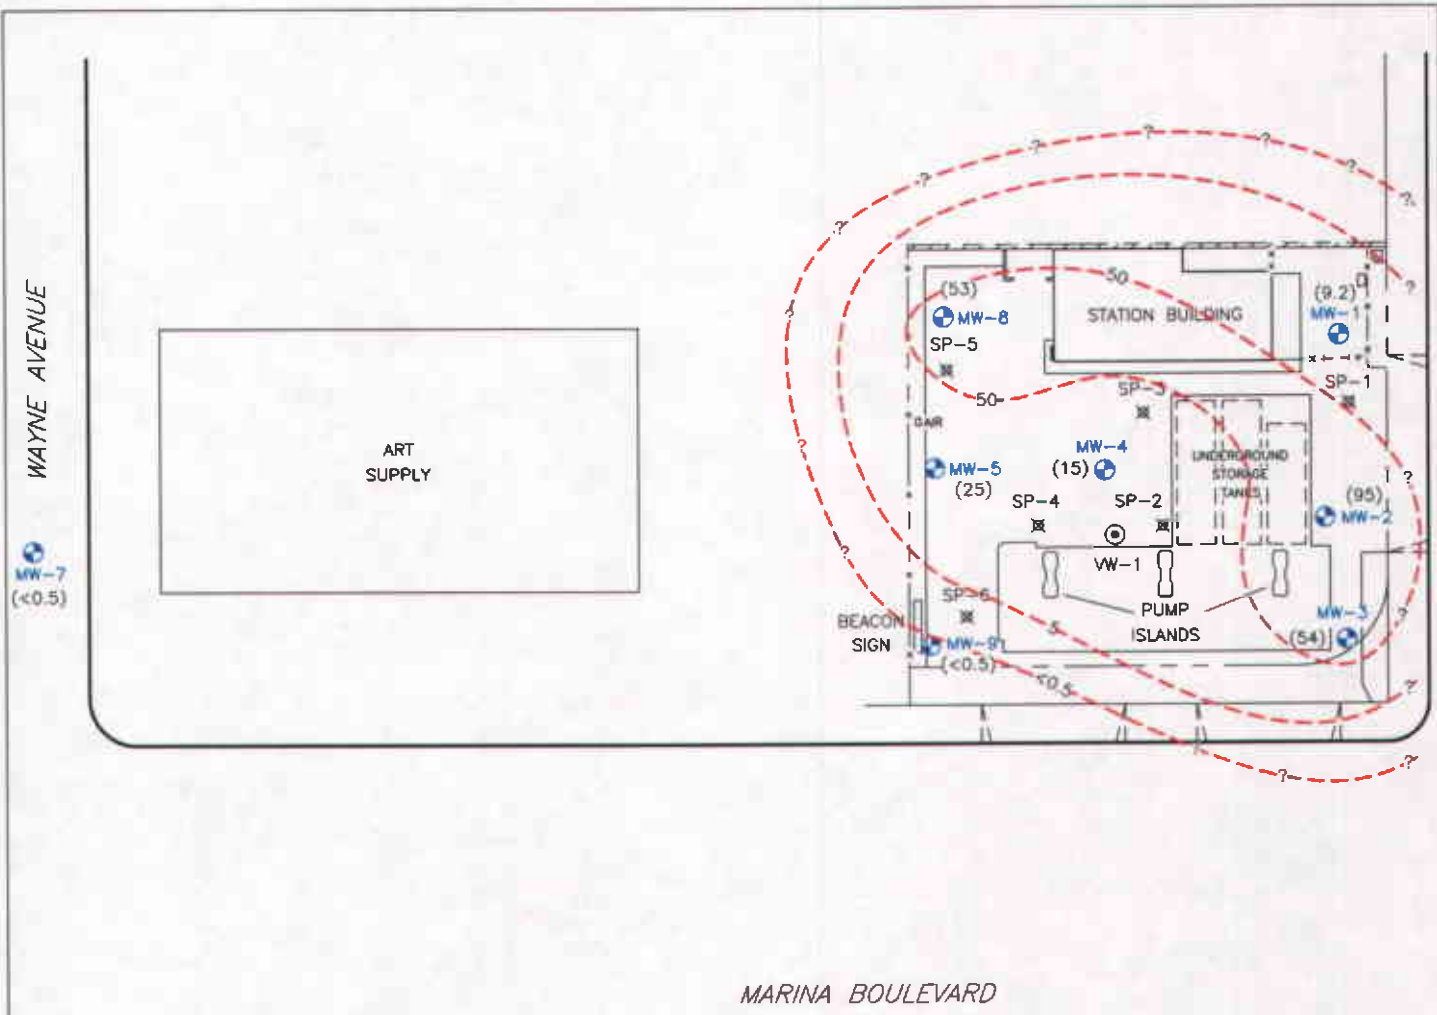 ?
?
?
?
?
?
?
?
50
(53)
MW-8
SP-5
STATION BUILDING
(9.2)
MW-1
?
SP-1
WAYNE AVENUE
50
SP-3
AIR
ART
SUPPLY
?
MW-5
(25)
MW-4
(15)
UNDERGROUND
STORAGE
TANKS
?
(95)
MW-2
SP-4
SP-2
VW-1
?
MW-7
(<0.5)
BEACON
SIGN
SP-6
MW-9
(<0.5)
5
PUMP
ISLANDS
MW-3
(54)
?
<0.5
?
?
?
MARINA BOULEVARD